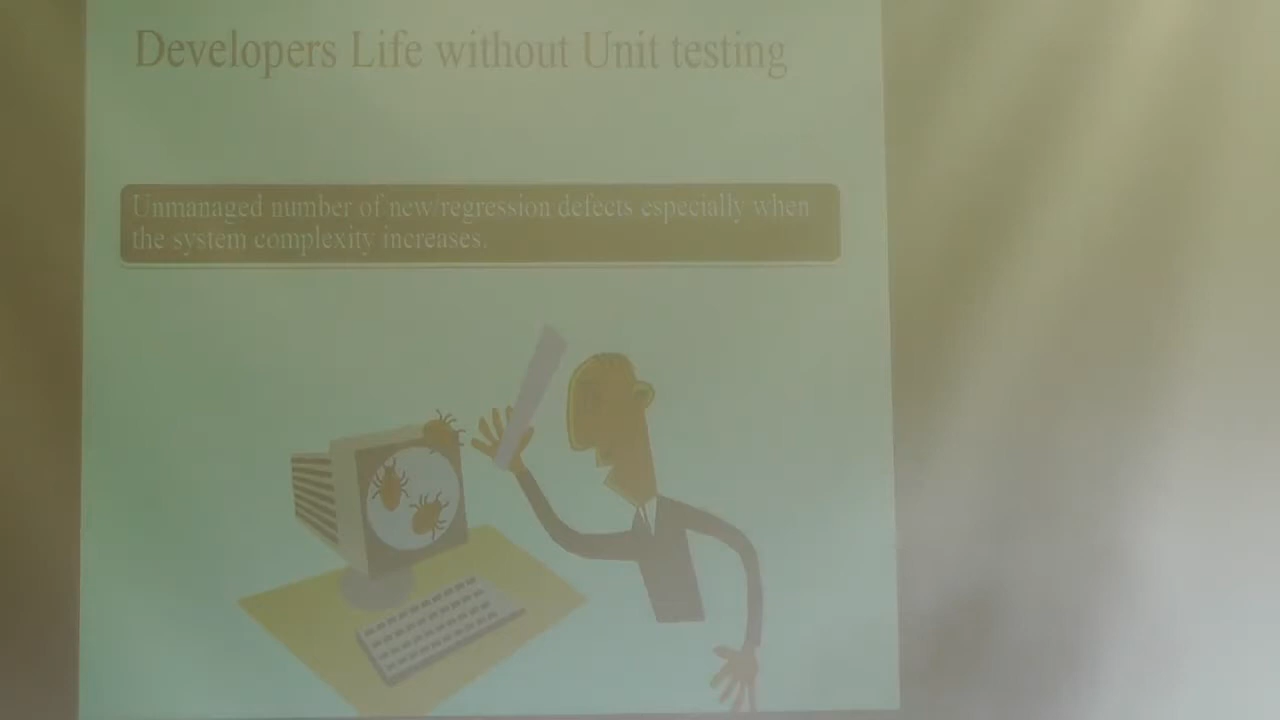 Developers Life without Unit testing
Unmanaged number of new/regression defects especially when
the system complexity increases.